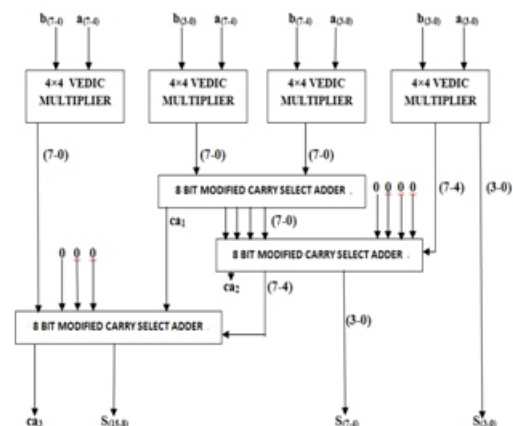 b(7-4) a(7-4) b(3-0) a(7-4) b(7-4) a(3-0) b(3-0) a(3-0)
4×4 VEDIC MULTIPLIER
4×4 VEDIC MULTIPLIER
4×4 VEDIC MULTIPLIER
4×4 VEDIC MULTIPLIER
(7-0) (7-0) (7-0) (7-4) (3-0)
8 BIT MODIFIED CARRY SELECT ADDER .
0 0 0 0
ca1 (7-0)
8 BIT MODIFIED CARRY SELECT ADDER .
0 0 0
ca2 (7-4) (3-0)
8 BIT MODIFIED CARRY SELECT ADDER .
ca3 S(15-8) S(7-4) S(3-0)